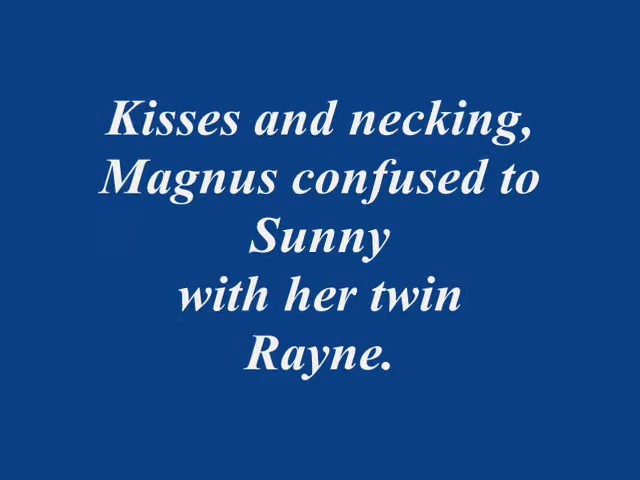 Kisses and necking,
Magnus confused to
Sunny
with her twin
Rayne.